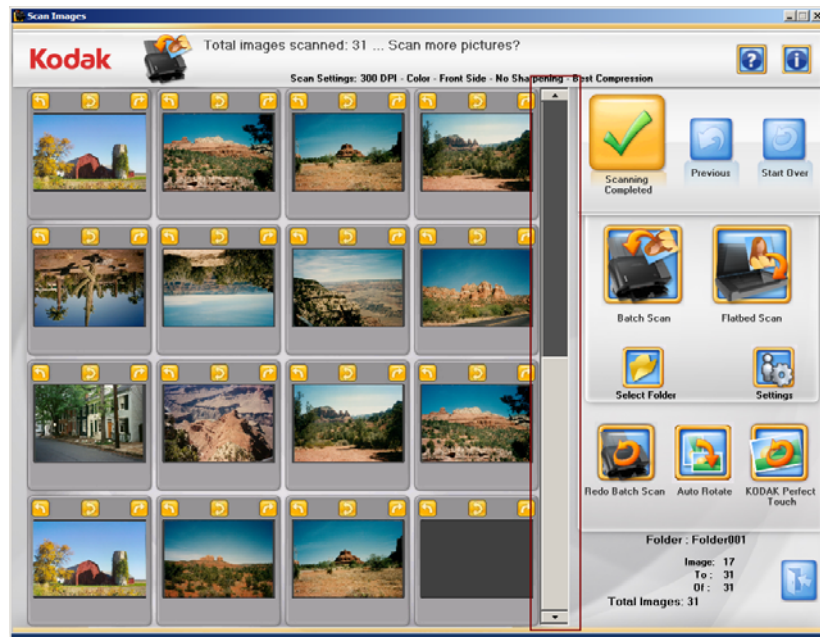 Scan Images
Kodak
Total images scanned: 31 ... Scan more pictures?
Scan Settings: 300 DPI - Color - Front Side - No Sharpening - Best Compression
Scanning
Completed
Previous
Start Over
Batch Scan
Flatbed Scan
Select Folder
Settings
Redo Batch Scan
Auto Rotate
KODAK Perfect
Touch
Folder : Folder001
Image: 17
To : 31
Of : 31
Total Images: 31